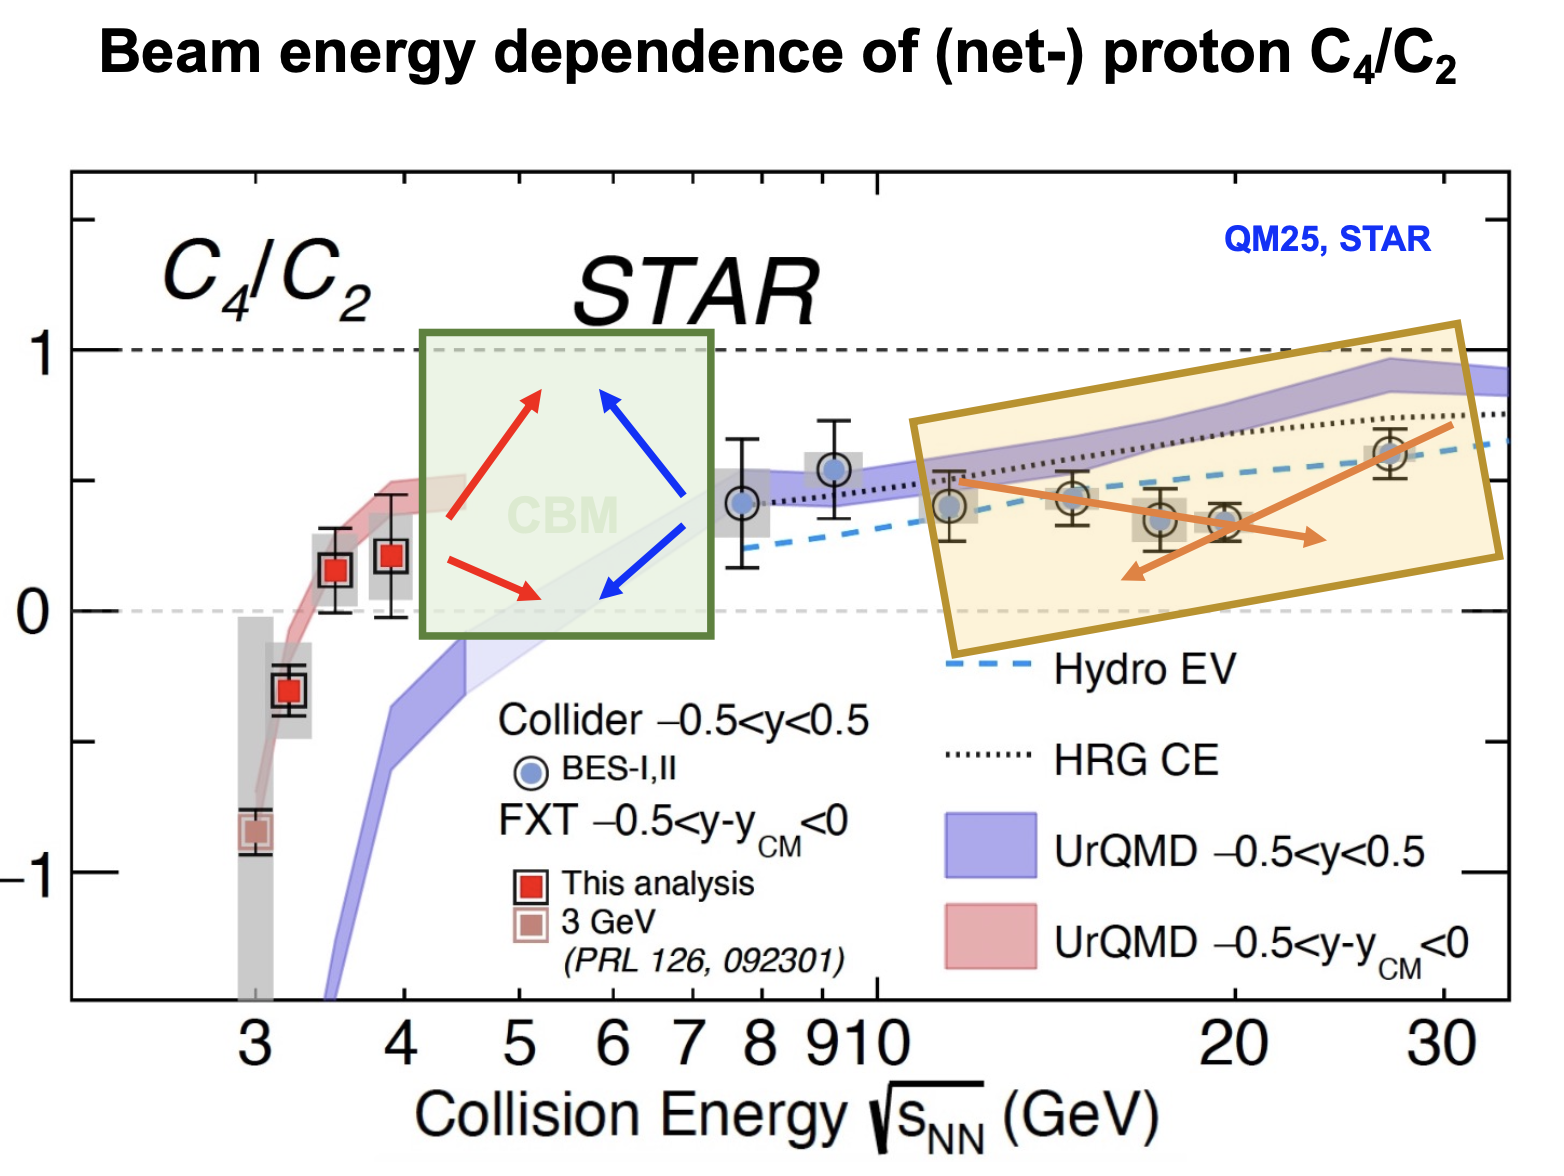 Beam energy dependence of (net-) proton C4/C2
QM25, STAR
C4/C2
STAR
1
CBM
0
Hydro EV
Collider −0.5<y<0.5
HRG CE
BES-I,II
FXT −0.5<y-yCM<0
UrQMD −0.5<y<0.5
−1
This analysis
3 GeV
(PRL 126, 092301)
UrQMD −0.5<y-yCM<0
3 4 5 6 7 8 910 20 30
Collision Energy √sNN (GeV)